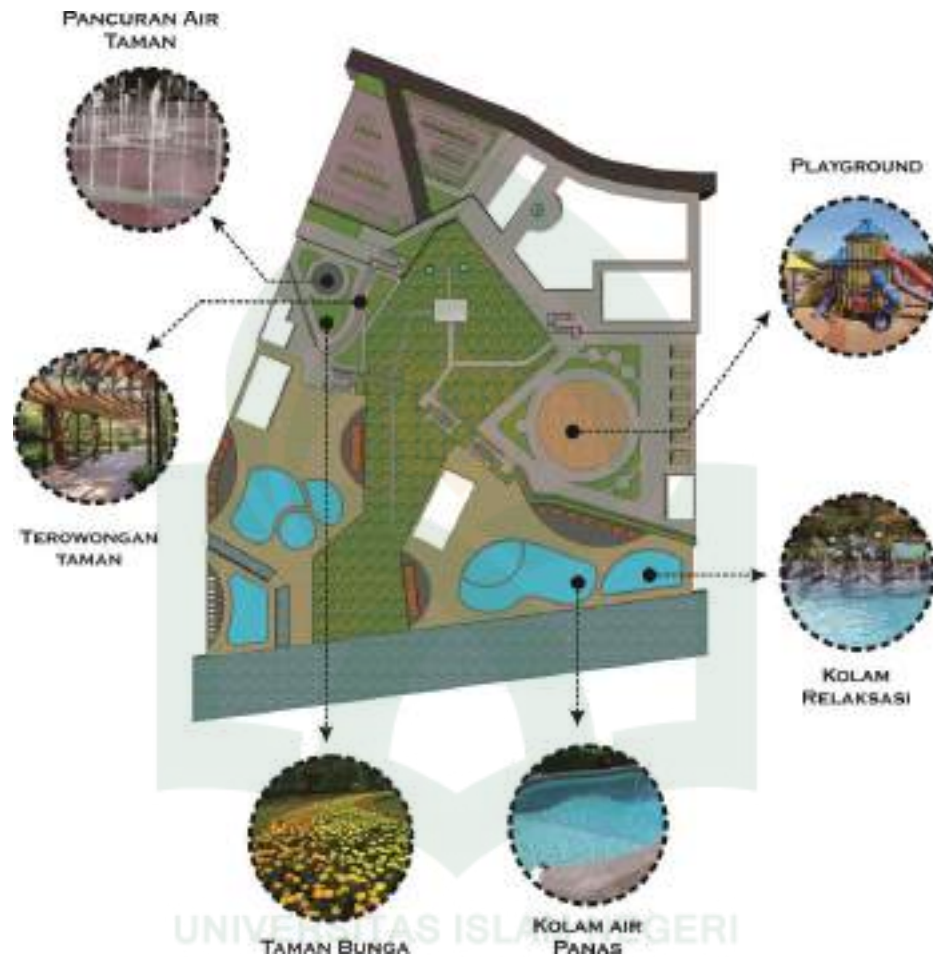 PANCURAN AIR
TAMAN
PLAYGROUND
TEROWONGAN
TAMAN
KOLAM
RELAKSASI
TAMAN BUNGA
KOLAM AIR
PANAS
UNIVERSITAS ISLAM NEGERI